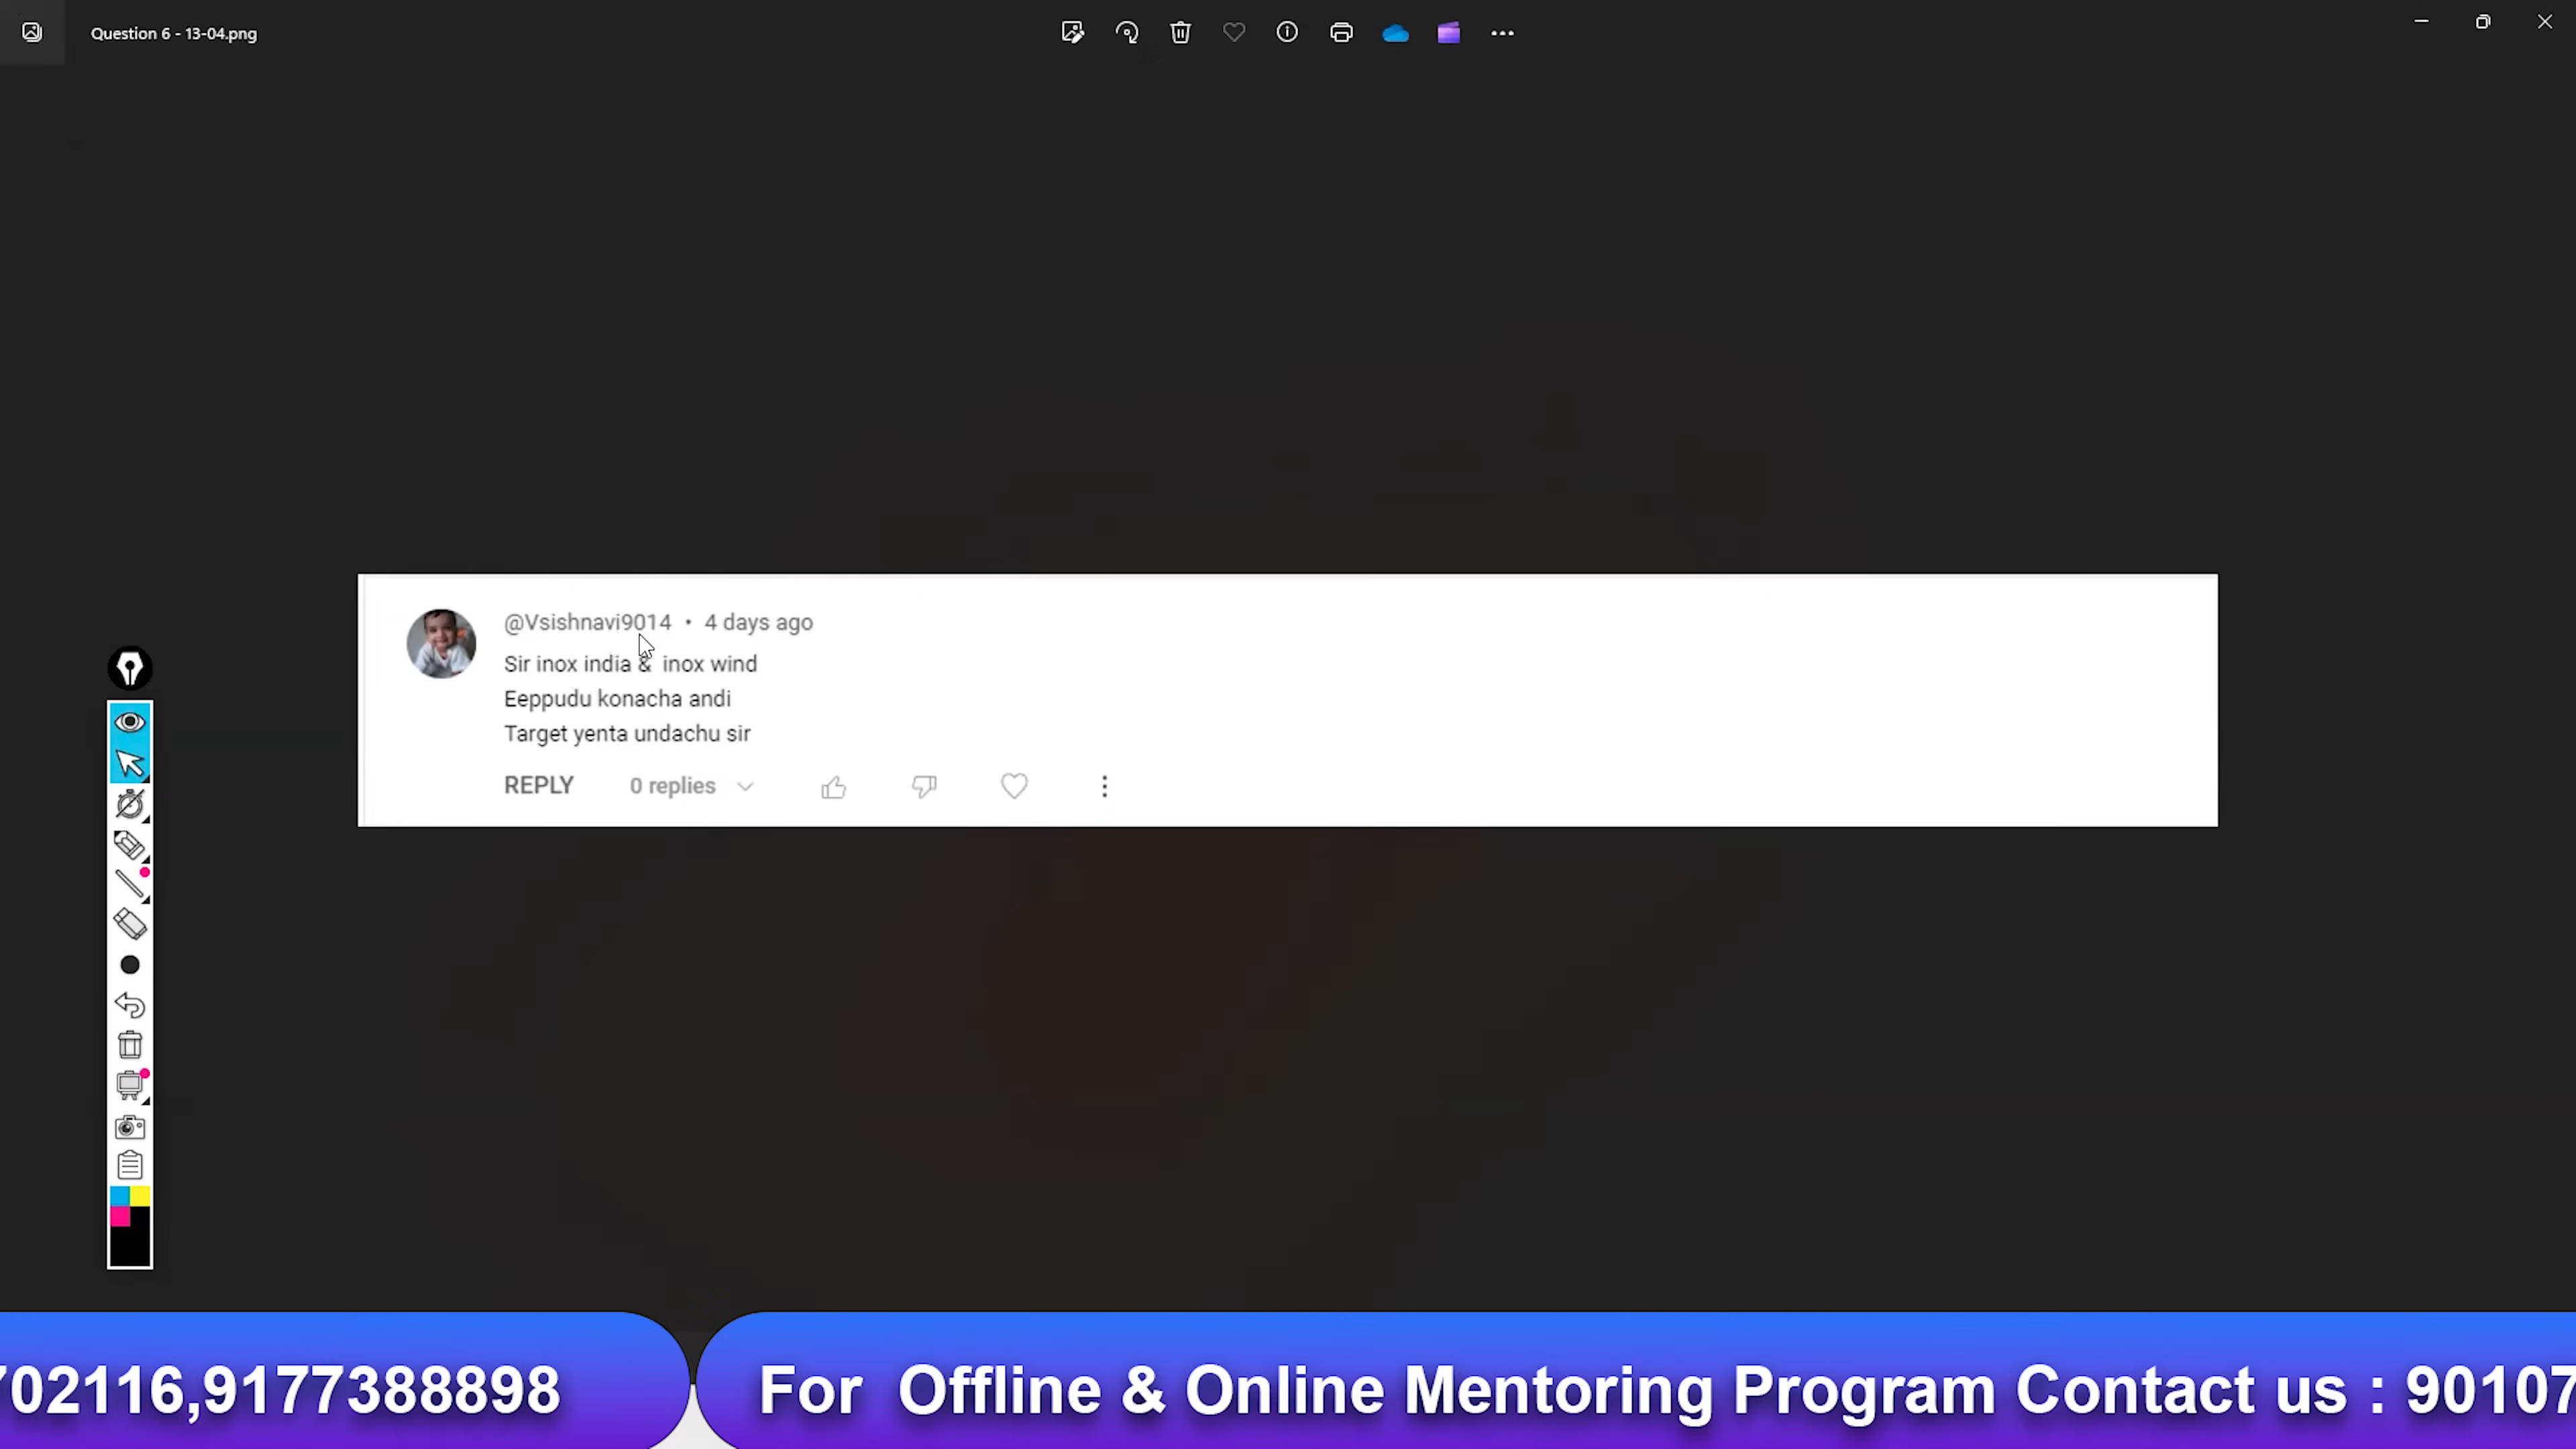 Question 6 - 13-04.png
@Vsishnavi9014 • 4 days ago
Sir inox india & inox wind
Eeppudu konacha andi
Target yenta undachu sir
REPLY 0 replies
702116,9177388898 For Offline & Online Mentoring Program Contact us : 90107